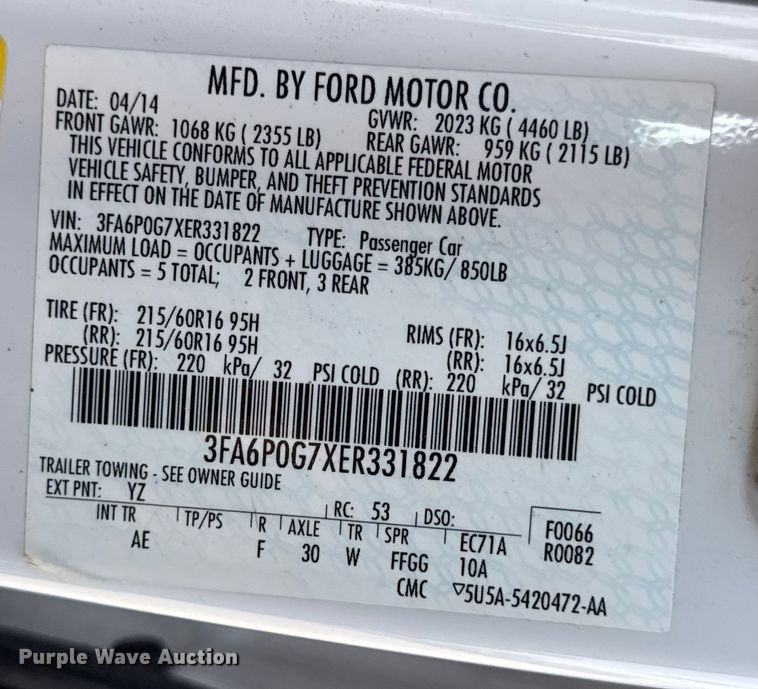 MFD. BY FORD MOTOR CO.
DATE: 04/14 GVWR: 2023 KG ( 4460 LB)
FRONT GAWR: 1068 KG ( 2355 LB) REAR GAWR: 959 KG ( 2115 LB)
THIS VEHICLE CONFORMS TO ALL APPLICABLE FEDERAL MOTOR
VEHICLE SAFETY, BUMPER, AND THEFT PREVENTION STANDARDS
IN EFFECT ON THE DATE OF MANUFACTURE SHOWN ABOVE.
VIN: 3FA6P0G7XER331822 TYPE: Passenger Car
MAXIMUM LOAD = OCCUPANTS + LUGGAGE = 385KG/ 850LB
OCCUPANTS = 5 TOTAL; 2 FRONT, 3 REAR
TIRE (FR): 215/60R16 95H RIMS (FR): 16x6.5J
(RR): 215/60R16 95H (RR): 16x6.5J
PRESSURE (FR): 220 kPa/ 32 PSI COLD (RR): 220 kPa/ 32 PSI COLD
3FA6P0G7XER331822
TRAILER TOWING - SEE OWNER GUIDE
EXT PNT: YZ RC: 53 DSO: F0066
INT TR TP/PS R AXLE TR SPR EC71A R0082
AE F 30 W FFGG 10A
CMC ▽5U5A-5420472-AA
Purple Wave Auction